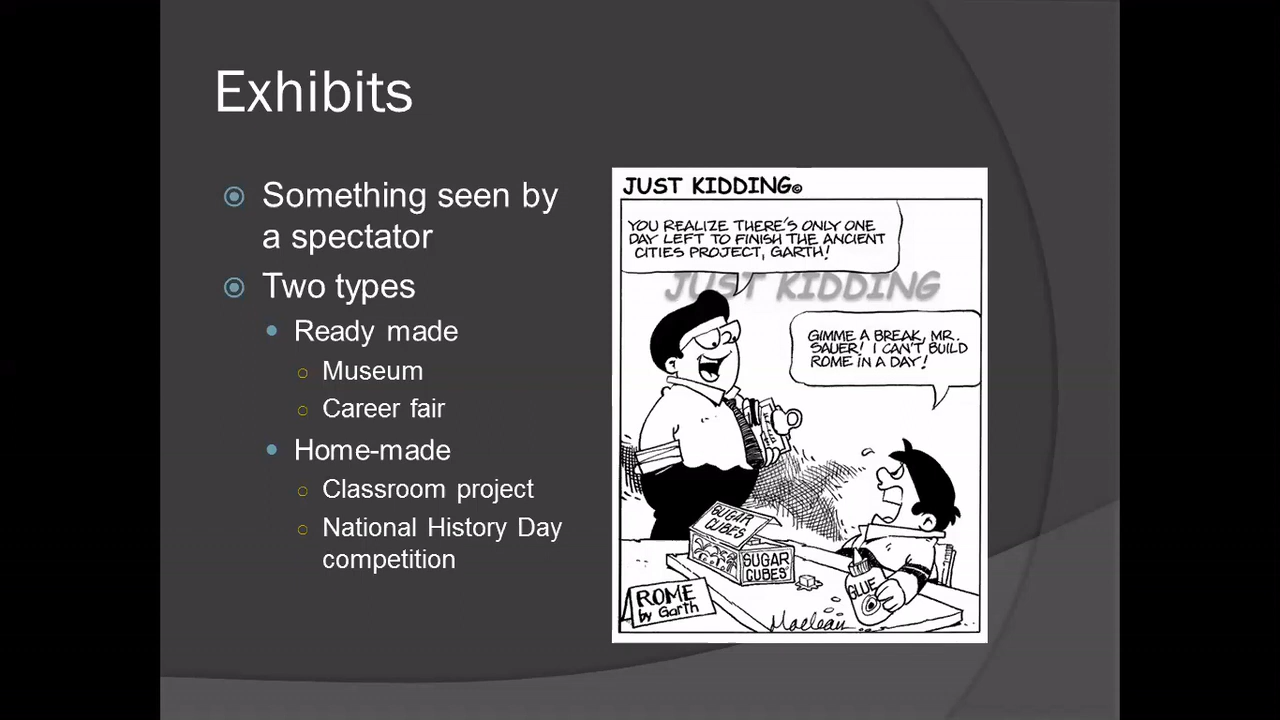 Exhibits
Something seen by
a spectator
Two types
Ready made
Museum
Career fair
Home-made
Classroom project
National History Day
competition
JUST KIDDING©
YOU REALIZE THERE'S ONLY ONE
DAY LEFT TO FINISH THE ANCIENT
CITIES PROJECT, GARTH!
JUST KIDDING
GIMME A BREAK, MR.
SAUER! I CAN'T BUILD
ROME IN A DAY!
SUGAR
CUBES
SUGAR
CUBES
GLUE
ROME
by Garth
Maclean